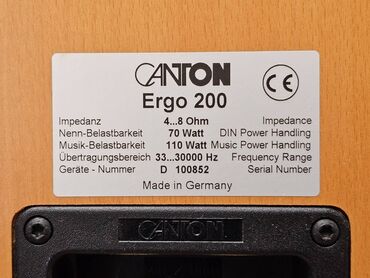 CANTON
CE
Ergo 200
Impedanz 4...8 Ohm Impedance
Nenn-Belastbarkeit 70 Watt DIN Power Handling
Musik-Belastbarkeit 110 Watt Music Power Handling
Übertragungsbereich 33...30000 Hz Frequency Range
Geräte - Nummer D 100852 Serial Number
Made in Germany
CANTON